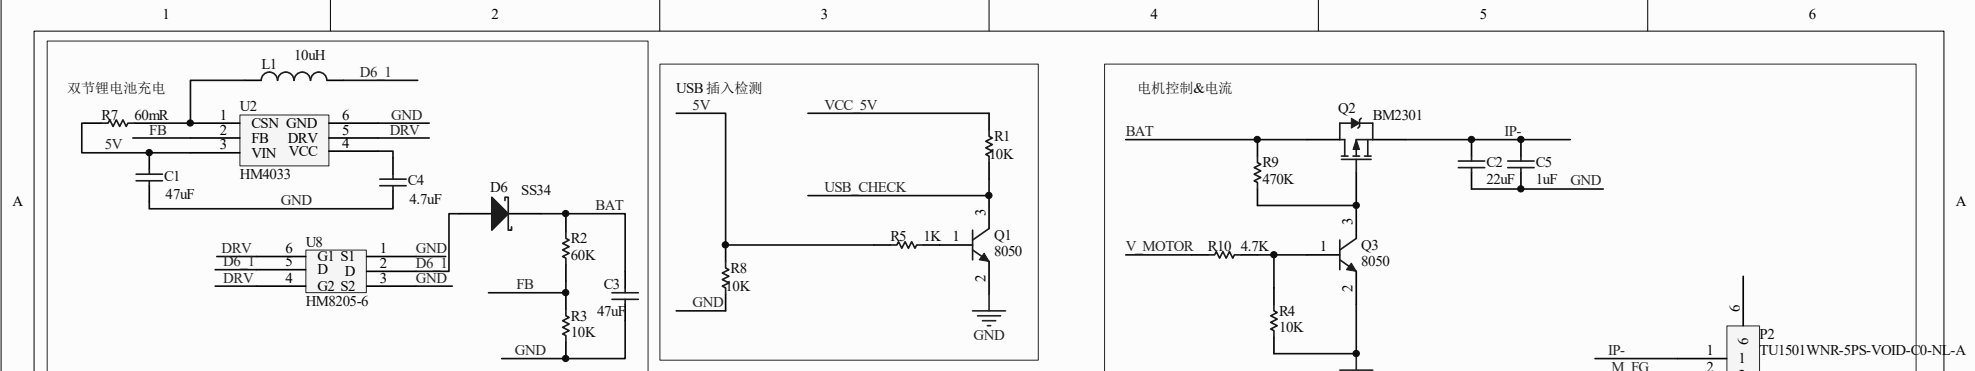 1 2 3 4 5 6
A
A
双节锂电池充电
L1 10uH
D6_1
R7 60mR
FB
5V
C1
47uF
GND
U2
1 CSN GND 6 GND
2 FB DRV 5 DRV
3 VIN VCC 4
HM4033
C4
4.7uF
D6 SS34
BAT
R2
60K
FB
R3
10K
C3
47uF
GND
U8
DRV 6 G1 S1 1 GND
D6_1 5 D D 2 D6_1
DRV 4 G2 S2 3 GND
HM8205-6
USB 插入检测
5V
VCC_5V
R1
10K
USB_CHECK
3
R5 1K 1
Q1
8050
2
R8
10K
GND
GND
电机控制&电流
Q2
BM2301
BAT
IP-
R9
470K
C2
22uF
C5
1uF
GND
3
V_MOTOR R10 4.7K 1
Q3
8050
2
R4
10K
6
P2
6
TU1501WNR-5PS-VOID-C0-NL-A
IP- 1 1
M_FG 2